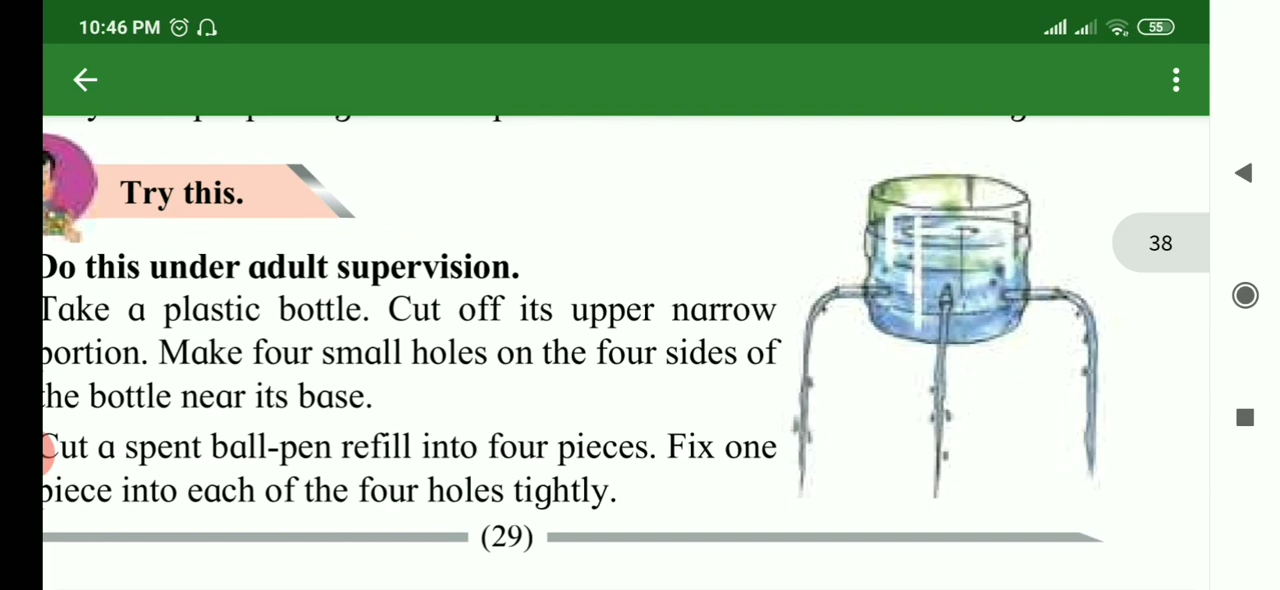 10:46 PM
55
Try this.
38
Do this under adult supervision.
Take a plastic bottle. Cut off its upper narrow
portion. Make four small holes on the four sides of
the bottle near its base.
Cut a spent ball-pen refill into four pieces. Fix one
piece into each of the four holes tightly.
(29)